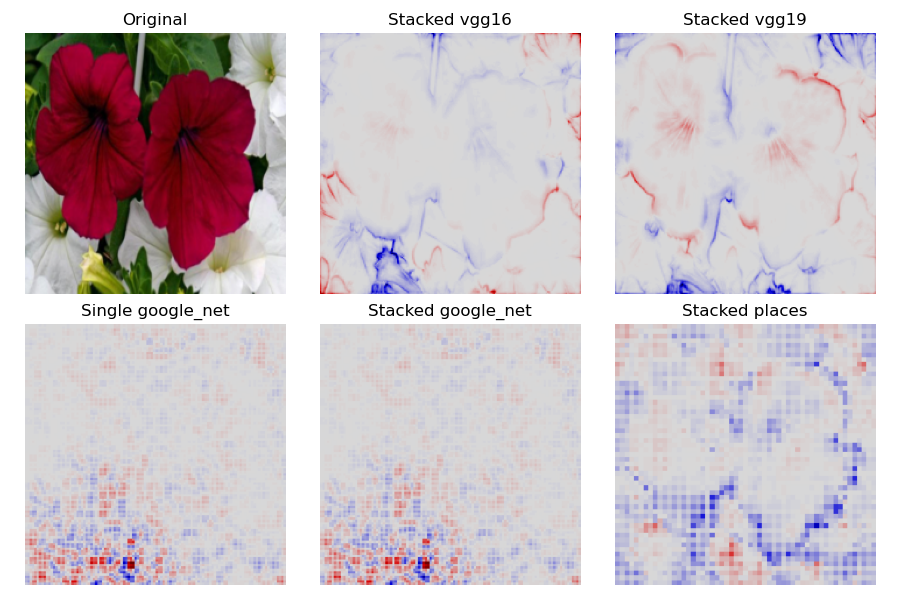 Original
Stacked vgg16
Stacked vgg19
Single google_net
Stacked google_net
Stacked places